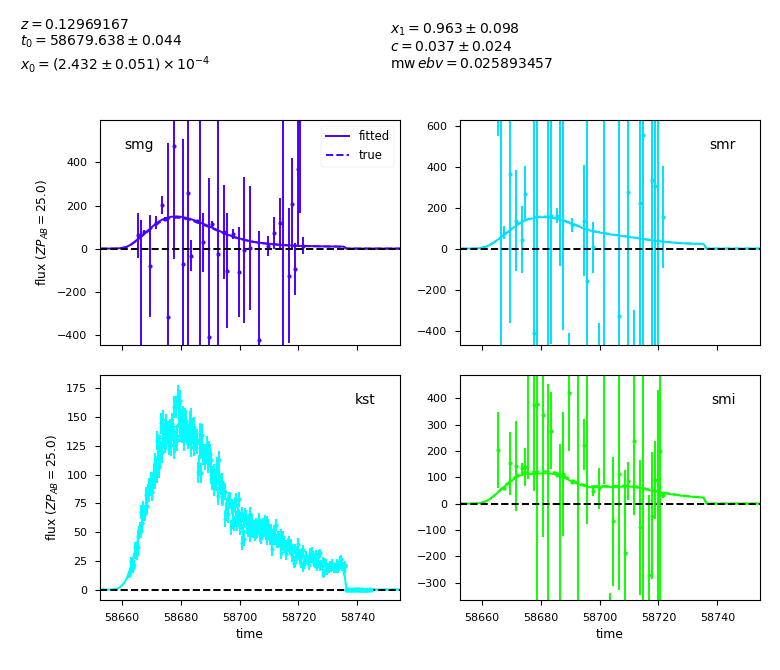 z = 0.12969167
t₀ = 58679.638 ± 0.044
x₀ = (2.432 ± 0.051) × 10⁻⁴
x₁ = 0.963 ± 0.098
c = 0.037 ± 0.024
mw ebv = 0.025893457
smg
fitted
true
400
200
0
−200
−400
flux (ZP_AB = 25.0)
smr
600
400
200
0
−200
−400
kst
175
150
125
100
75
50
25
0
flux (ZP_AB = 25.0)
58660 58680 58700 58720 58740
time
smi
400
300
200
100
0
−100
−200
−300
58660 58680 58700 58720 58740
time